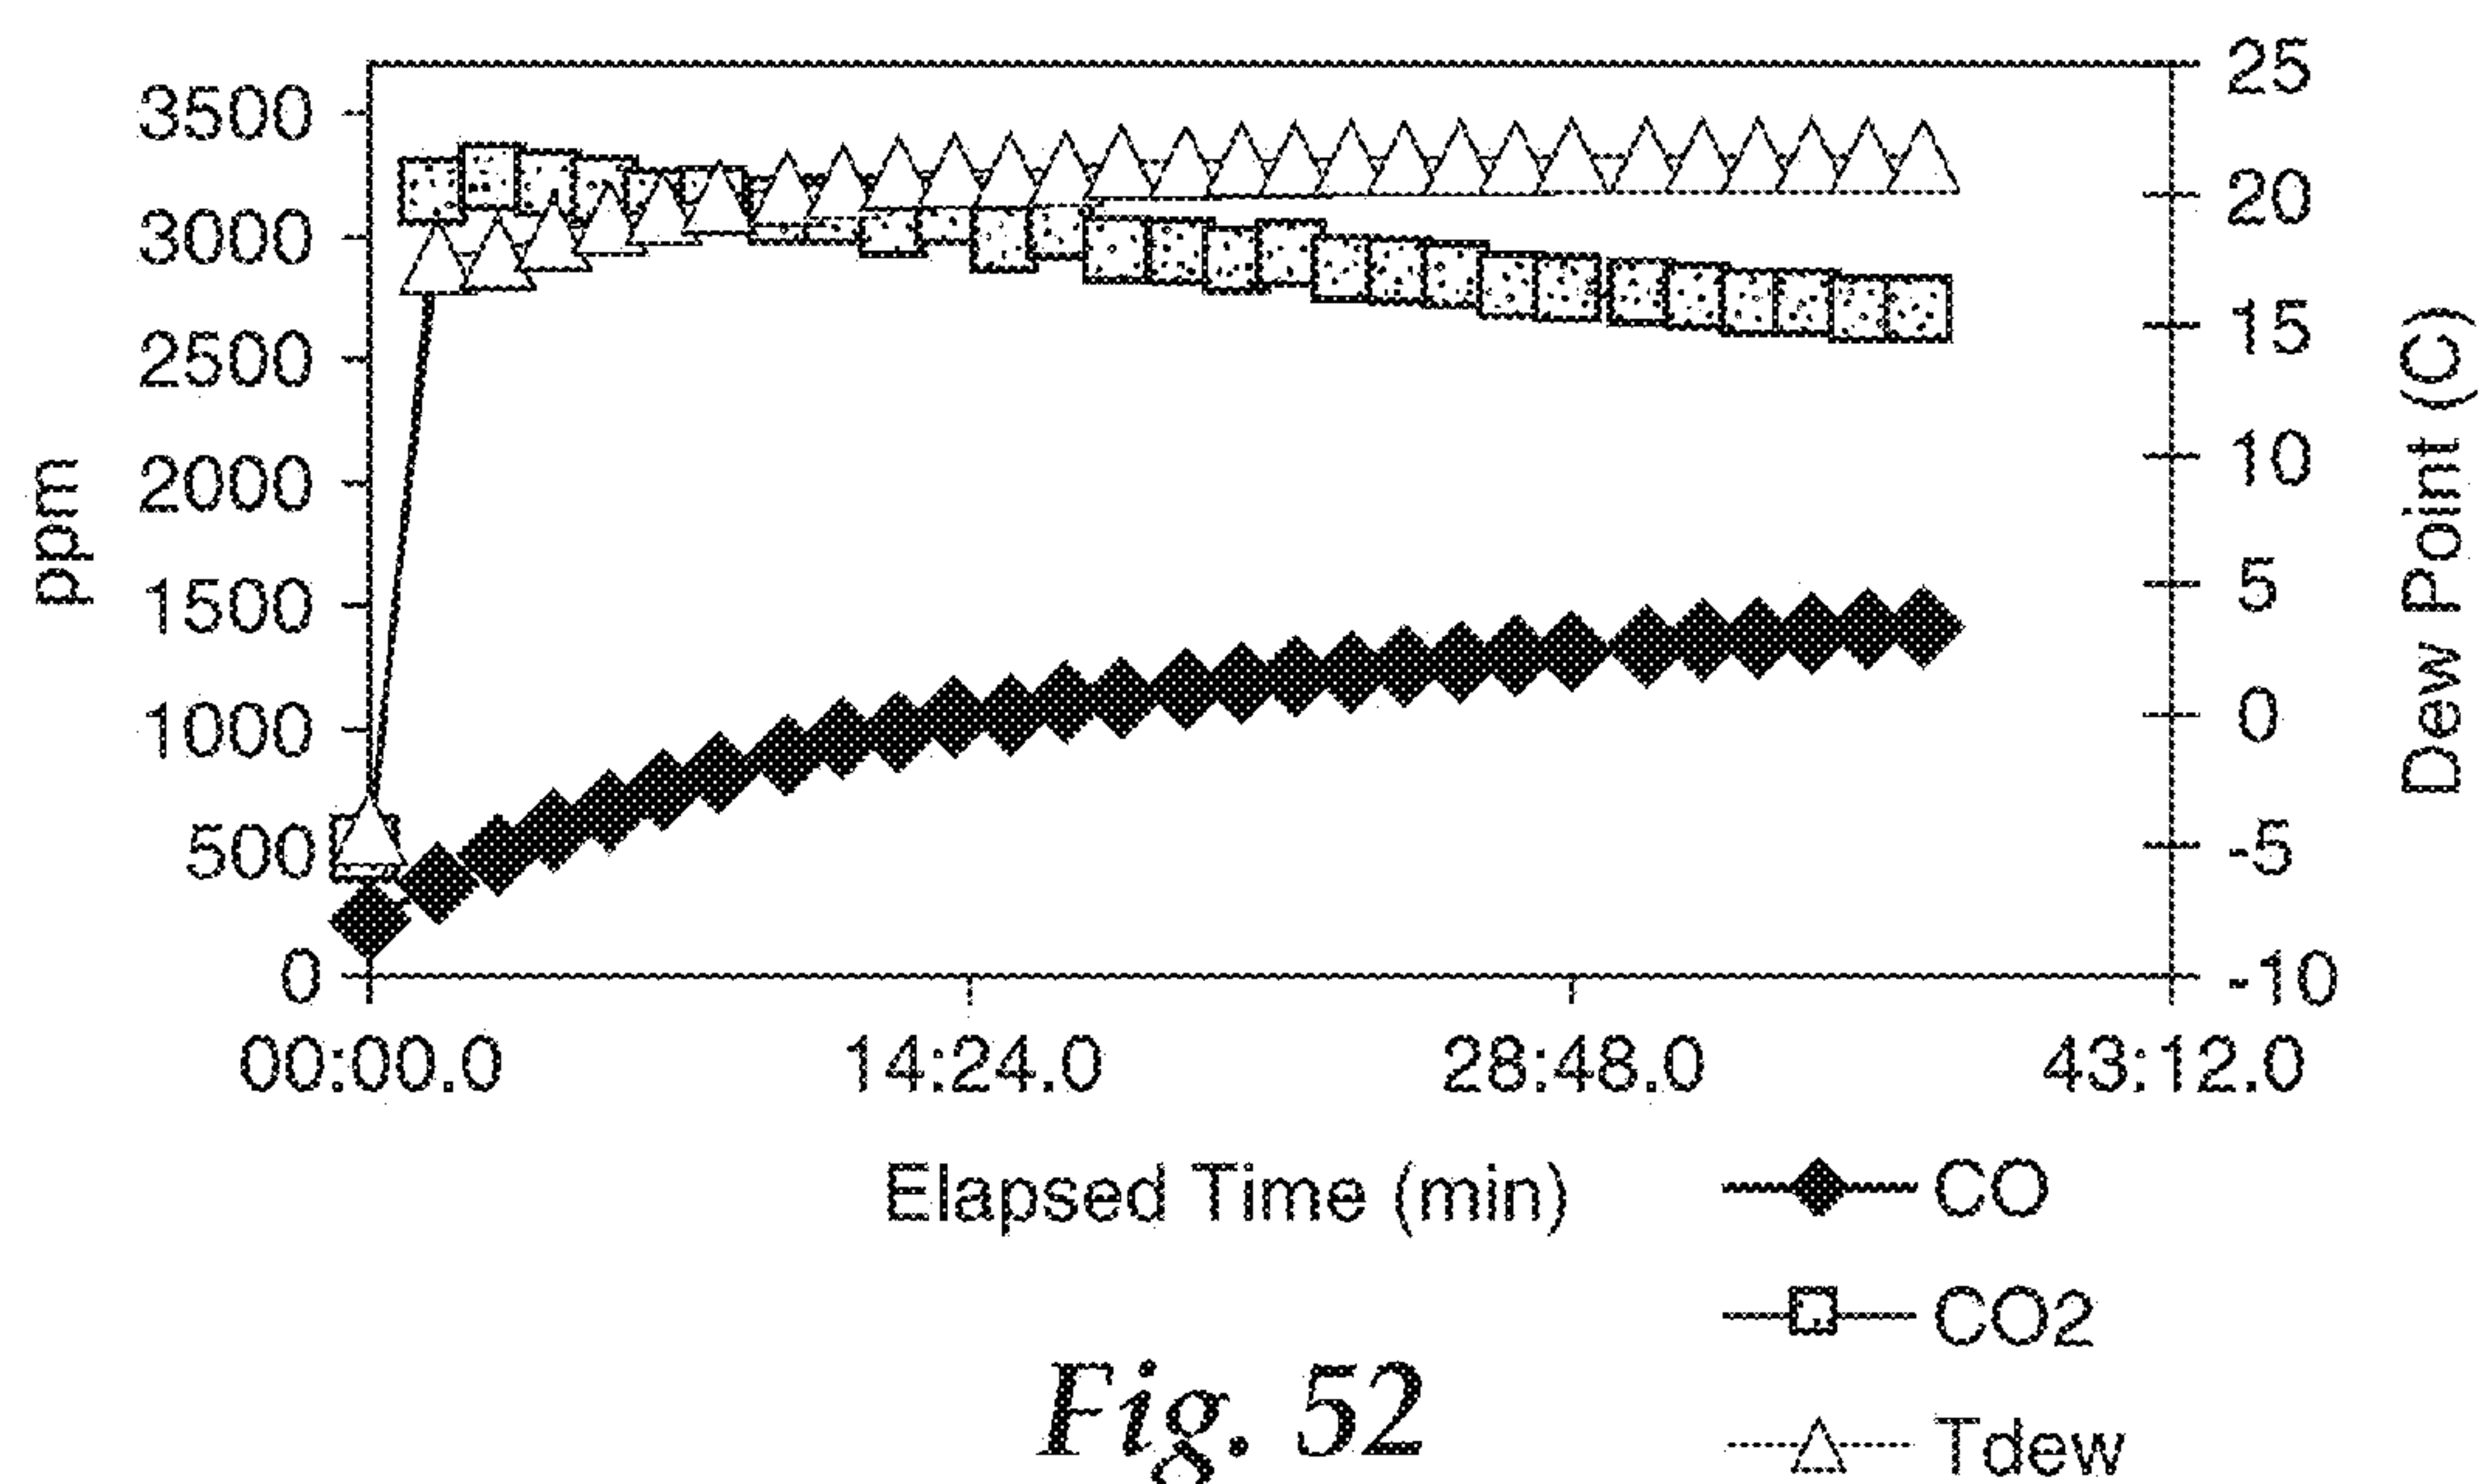 3500
3000
2500
2000
1500
1000
500
0
ppm
25
20
15
10
5
0
-5
-10
Dew Point (C)
00:00.0
14:24.0
28:48.0
43:12.0
Elapsed Time (min)
CO
CO2
Tdew
Fig. 52